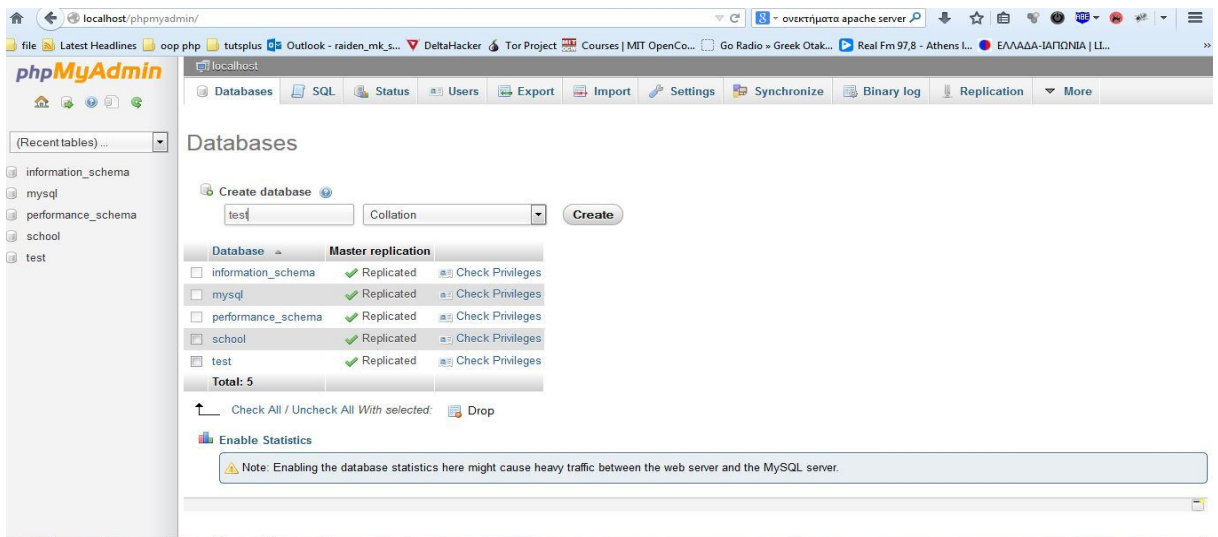 localhost/phpmyadmin/
ονεκτήματα apache server
file Latest Headlines oop php tutsplus Outlook - raiden_mk_s... DeltaHacker Tor Project Courses | MIT OpenCo... Go Radio » Greek Otak... Real Fm 97,8 - Athens l... ΕΛΛΑΔΑ-ΙΑΠΩΝΙΑ | LI... »
phpMyAdmin
localhost
Databases SQL Status Users Export Import Settings Synchronize Binary log Replication More
(Recent tables) ...
information_schema
mysql
performance_schema
school
test
Databases
Create database
test Collation Create
Database Master replication
information_schema Replicated Check Privileges
mysql Replicated Check Privileges
performance_schema Replicated Check Privileges
school Replicated Check Privileges
test Replicated Check Privileges
Total: 5
Check All / Uncheck All With selected: Drop
Enable Statistics
Note: Enabling the database statistics here might cause heavy traffic between the web server and the MySQL server.